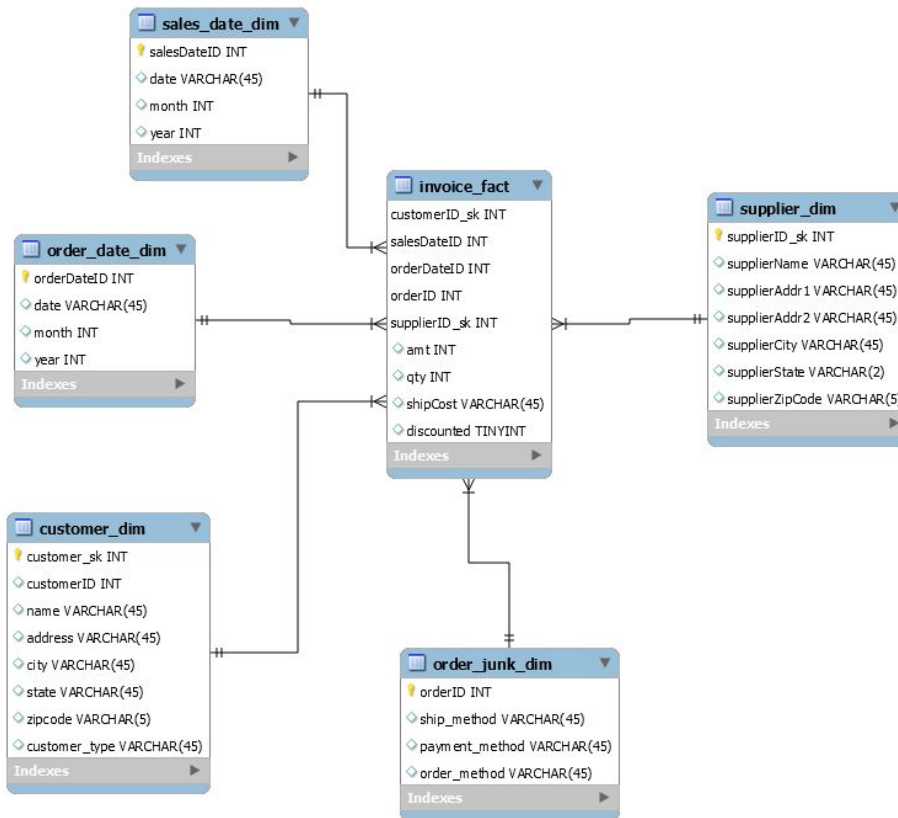 sales_date_dim
salesDateID INT
date VARCHAR(45)
month INT
year INT
Indexes
order_date_dim
orderDateID INT
date VARCHAR(45)
month INT
year INT
Indexes
customer_dim
customer_sk INT
customerID INT
name VARCHAR(45)
address VARCHAR(45)
city VARCHAR(45)
state VARCHAR(45)
zipcode VARCHAR(5)
customer_type VARCHAR(45)
Indexes
invoice_fact
customerID_sk INT
salesDateID INT
orderDateID INT
orderID INT
supplierID_sk INT
amt INT
qty INT
shipCost VARCHAR(45)
discounted TINYINT
Indexes
order_junk_dim
orderID INT
ship_method VARCHAR(45)
payment_method VARCHAR(45)
order_method VARCHAR(45)
Indexes
supplier_dim
supplierID_sk INT
supplierName VARCHAR(45)
supplierAddr1 VARCHAR(45)
supplierAddr2 VARCHAR(45)
supplierCity VARCHAR(45)
supplierState VARCHAR(2)
supplierZipCode VARCHAR(5)
Indexes